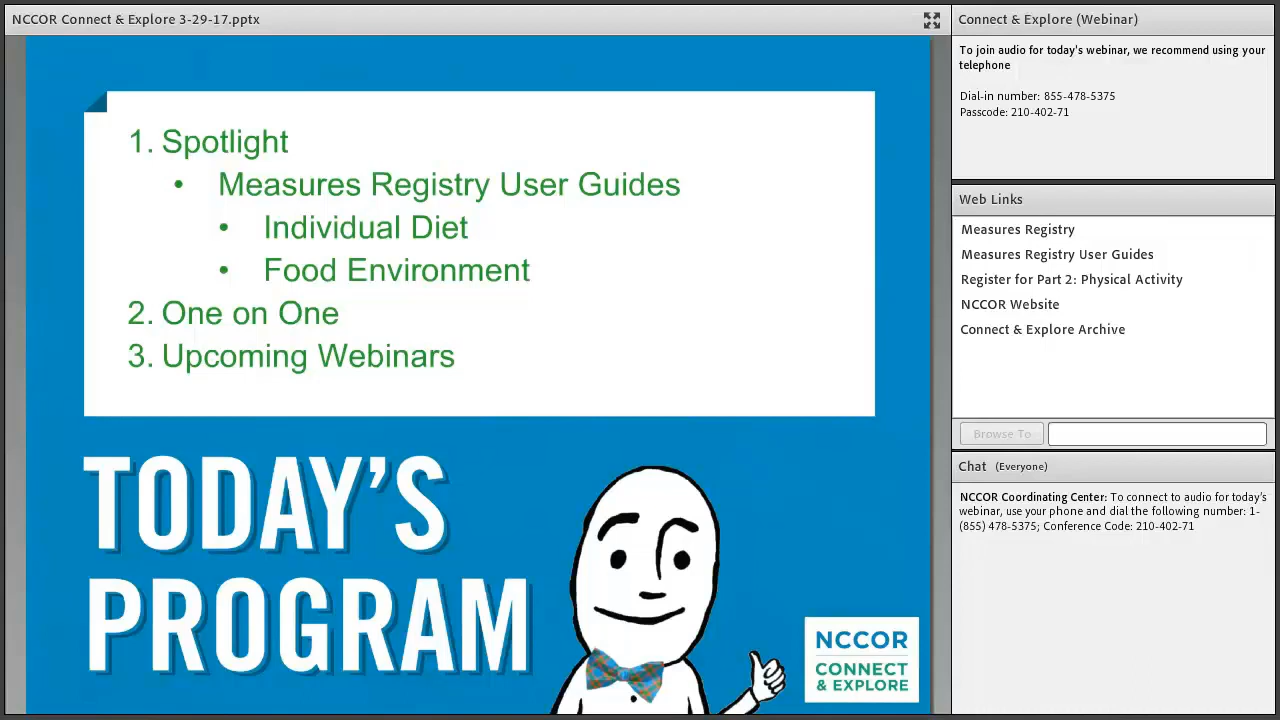 NCCOR Connect & Explore 3-29-17.pptx
1. Spotlight
• Measures Registry User Guides
• Individual Diet
• Food Environment
2. One on One
3. Upcoming Webinars
TODAY'S
PROGRAM
NCCOR
CONNECT
& EXPLORE
Connect & Explore (Webinar)
To join audio for today's webinar, we recommend using your
telephone
Dial-in number: 855-478-5375
Passcode: 210-402-71
Web Links
Measures Registry
Measures Registry User Guides
Register for Part 2: Physical Activity
NCCOR Website
Connect & Explore Archive
Browse To
Chat (Everyone)
NCCOR Coordinating Center: To connect to audio for today's
webinar, use your phone and dial the following number: 1-
(855) 478-5375; Conference Code: 210-402-71